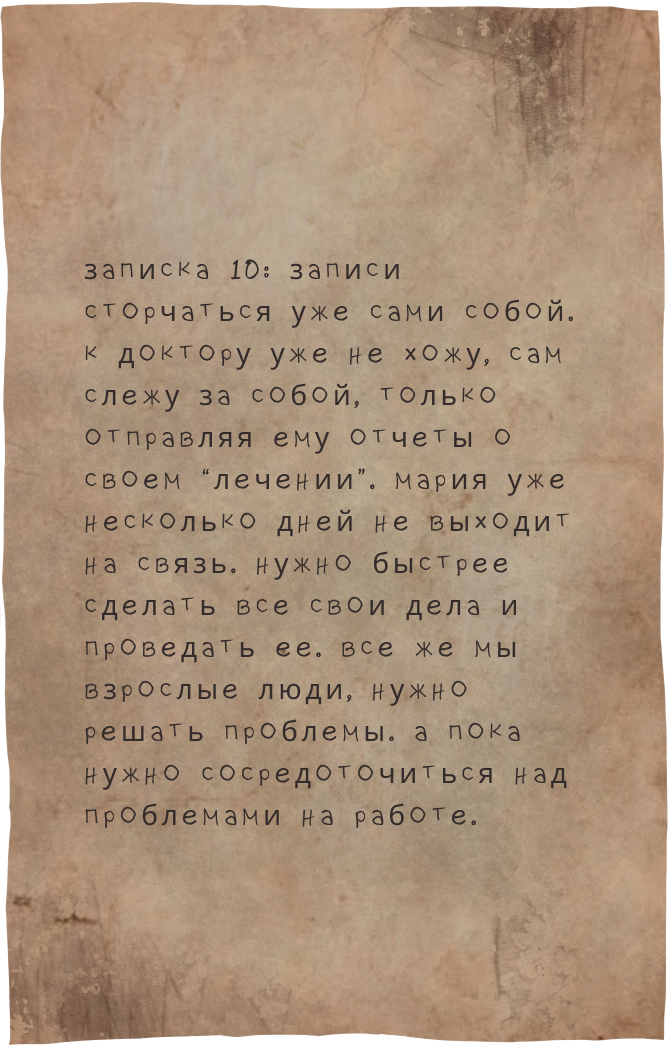 записка 10: записи
сторчаться уже сами собой.
к доктору уже не хожу, сам
слежу за собой, только
отправляя ему отчеты о
своем “лечении”. мария уже
несколько дней не выходит
на связь. нужно быстрее
сделать все свои дела и
проведать ее. все же мы
взрослые люди, нужно
решать проблемы. а пока
нужно сосредоточиться над
проблемами на работе.